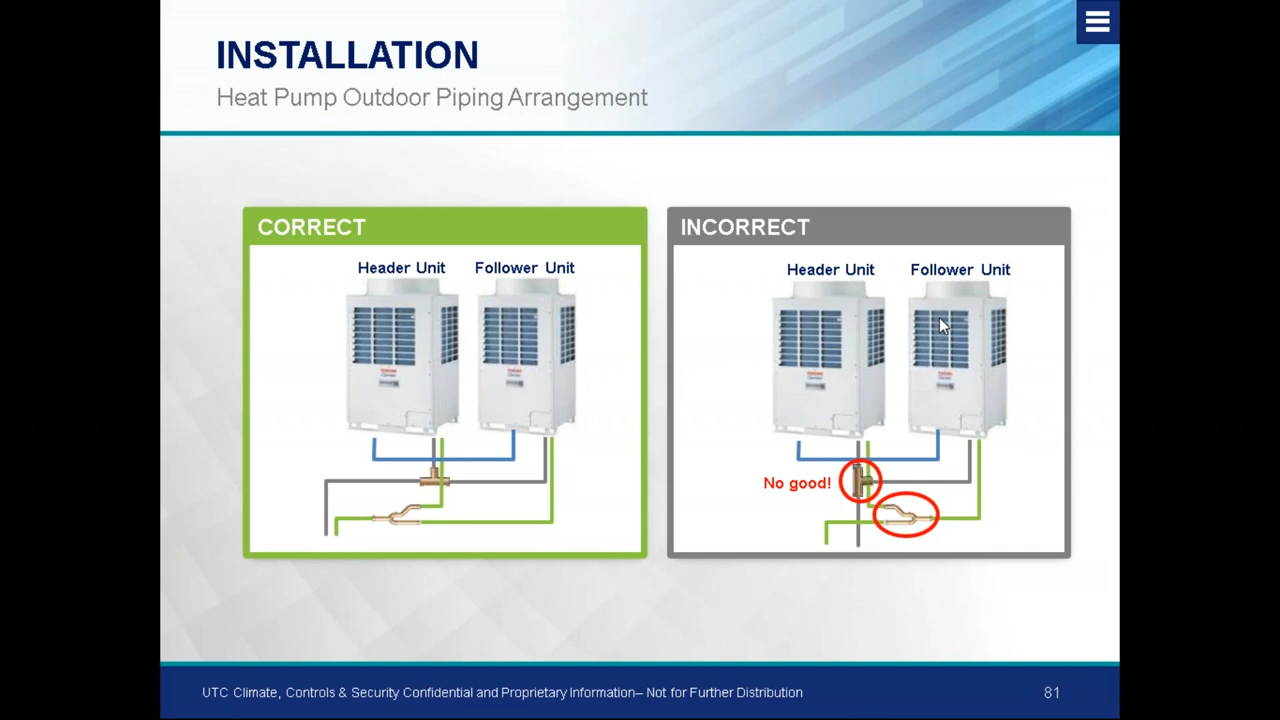 INSTALLATION
Heat Pump Outdoor Piping Arrangement
CORRECT
Header Unit
Follower Unit
INCORRECT
Header Unit
Follower Unit
No good!
UTC Climate, Controls & Security Confidential and Proprietary Information– Not for Further Distribution
81